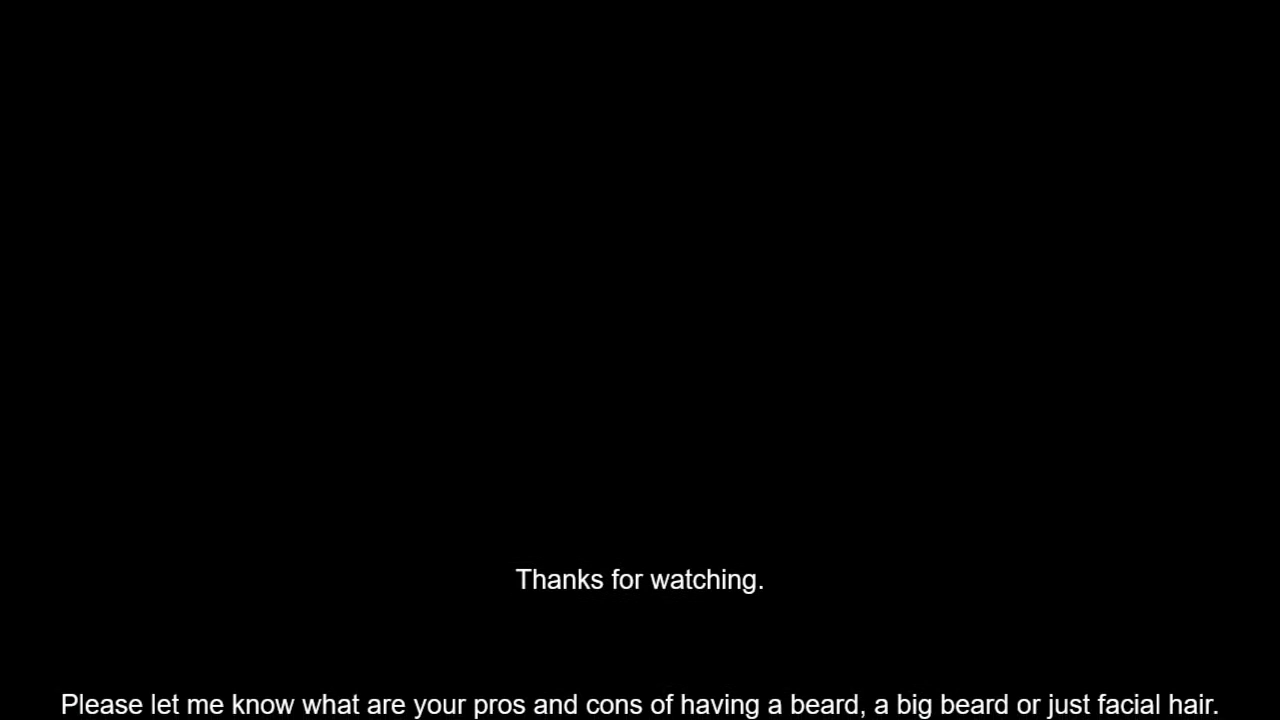 Thanks for watching.
Please let me know what are your pros and cons of having a beard, a big beard or just facial hair.